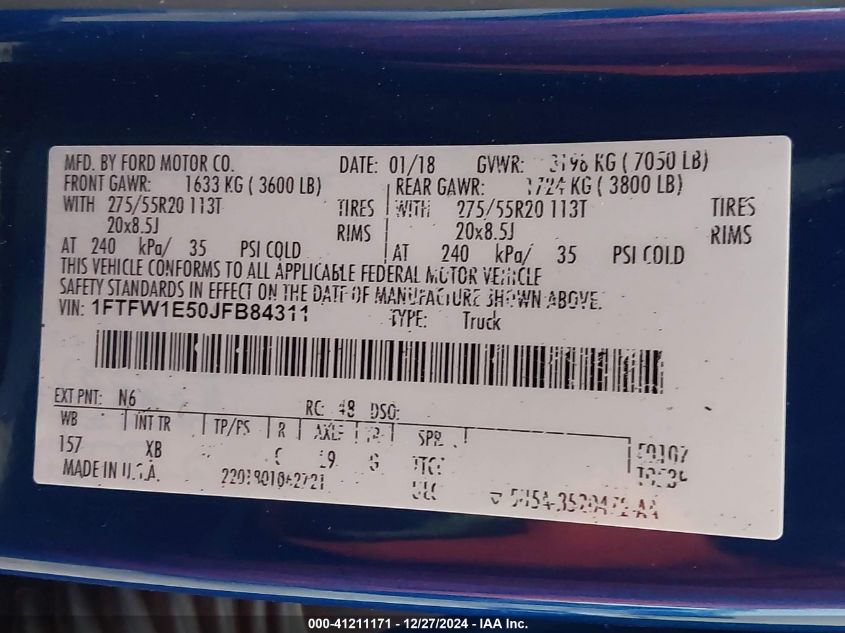 MFD. BY FORD MOTOR CO. DATE: 01/18 GVWR: 3198 KG ( 7050 LB)
FRONT GAWR: 1633 KG ( 3600 LB) REAR GAWR: 1724 KG ( 3800 LB)
WITH 275/55R20 113T TIRES WITH 275/55R20 113T TIRES
20x8.5J RIMS 20x8.5J RIMS
AT 240 kPa/ 35 PSI COLD AT 240 kPa/ 35 PSI COLD
THIS VEHICLE CONFORMS TO ALL APPLICABLE FEDERAL MOTOR VEHICLE
SAFETY STANDARDS IN EFFECT ON THE DATE OF MANUFACTURE SHOWN ABOVE.
VIN: 1FTFW1E50JFB84311 TYPE: Truck
EXT PNT: N6 RC: 48 DSO:
WB INT TR TP/PS R AXLE TR SPR
157 XB
MADE IN U.S.A.
000-41211171 - 12/27/2024 - IAA Inc.